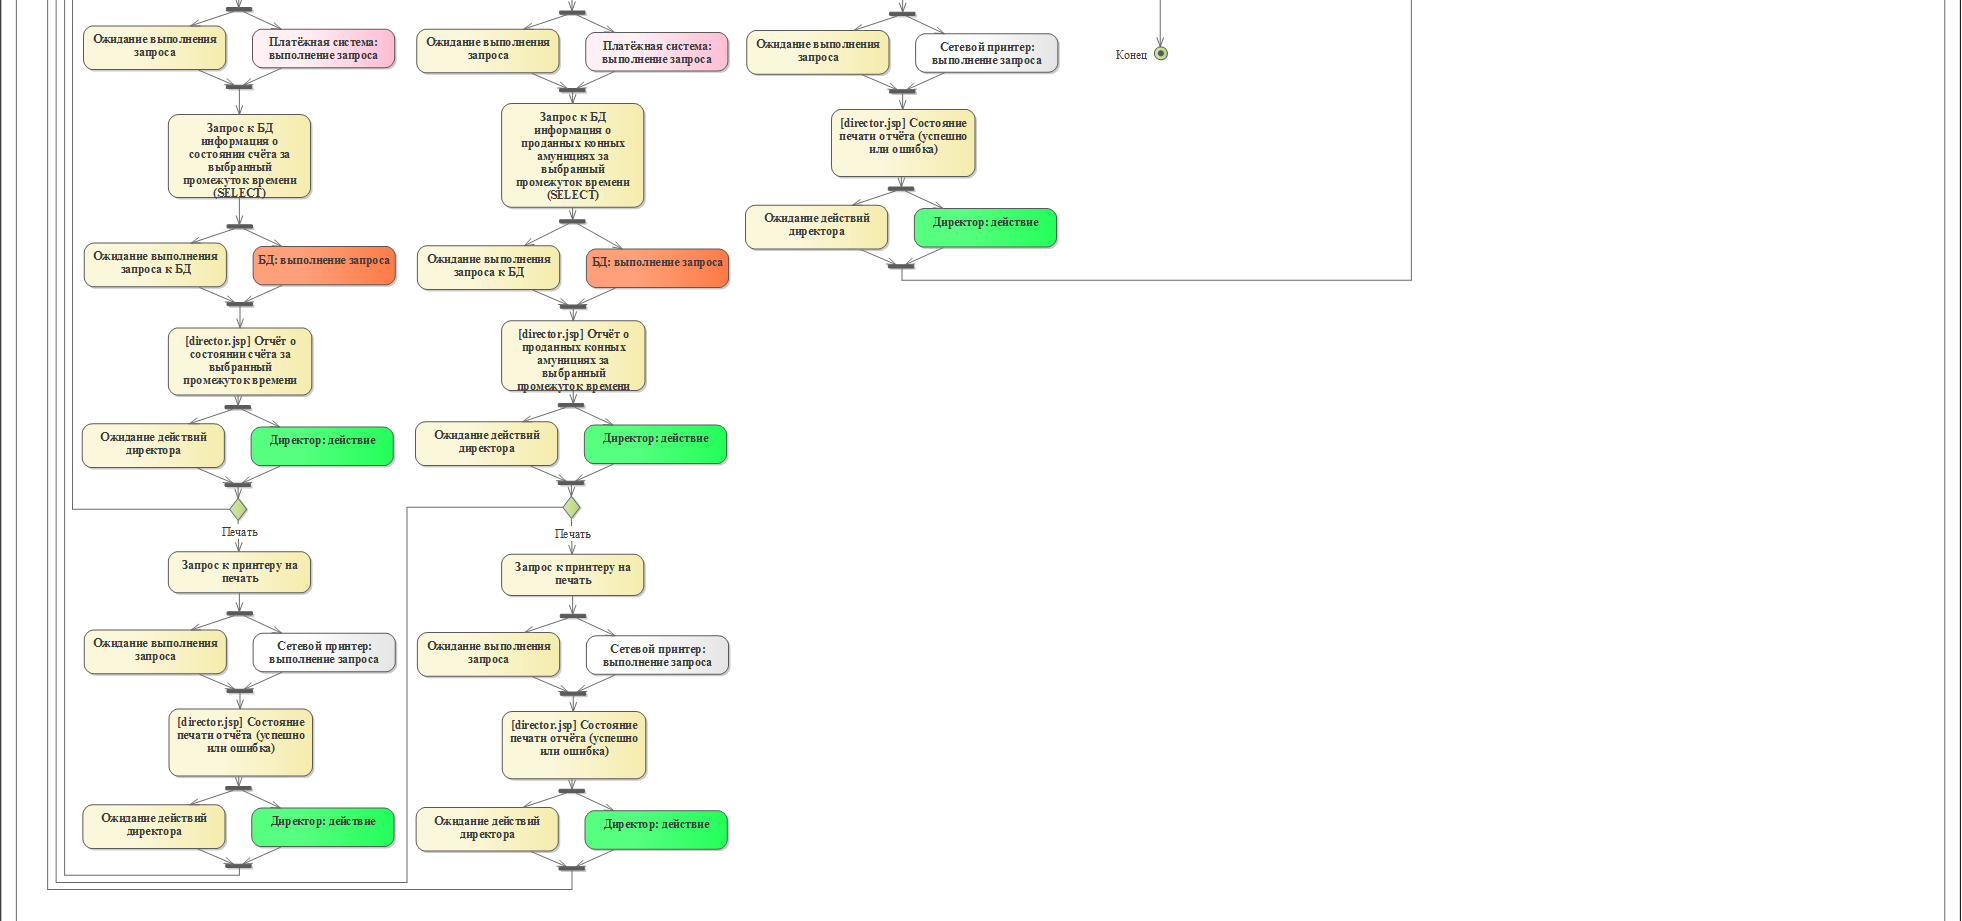 Ожидание выполнения
запроса
Платёжная система:
выполнение запроса
Запрос к БД
информация о
состоянии счёта за
выбранный
промежуток времени
(SELECT)
Ожидание выполнения
запроса к БД
БД: выполнение запроса
[director.jsp] Отчёт о
состоянии счёта за
выбранный
промежуток времени
Ожидание действий
директора
Директор: действие
Печать
Запрос к принтеру на
печать
Ожидание выполнения
запроса
Сетевой принтер:
выполнение запроса
[director.jsp] Состояние
печати отчёта (успешно
или ошибка)
Ожидание действий
директора
Директор: действие
Ожидание выполнения
запроса
Платёжная система:
выполнение запроса
Запрос к БД
информация о
проданных конных
амунициях за
выбранный
промежуток времени
(SELECT)
Ожидание выполнения
запроса к БД
БД: выполнение запроса
[director.jsp] Отчёт о
проданных конных
амунициях за
выбранный
промежуток времени
Ожидание действий
директора
Директор: действие
Печать
Запрос к принтеру на
печать
Ожидание выполнения
запроса
Сетевой принтер:
выполнение запроса
[director.jsp] Состояние
печати отчёта (успешно
или ошибка)
Ожидание действий
директора
Директор: действие
Ожидание выполнения
запроса
Сетевой принтер:
выполнение запроса
[director.jsp] Состояние
печати отчёта (успешно
или ошибка)
Ожидание действий
директора
Директор: действие
Конец